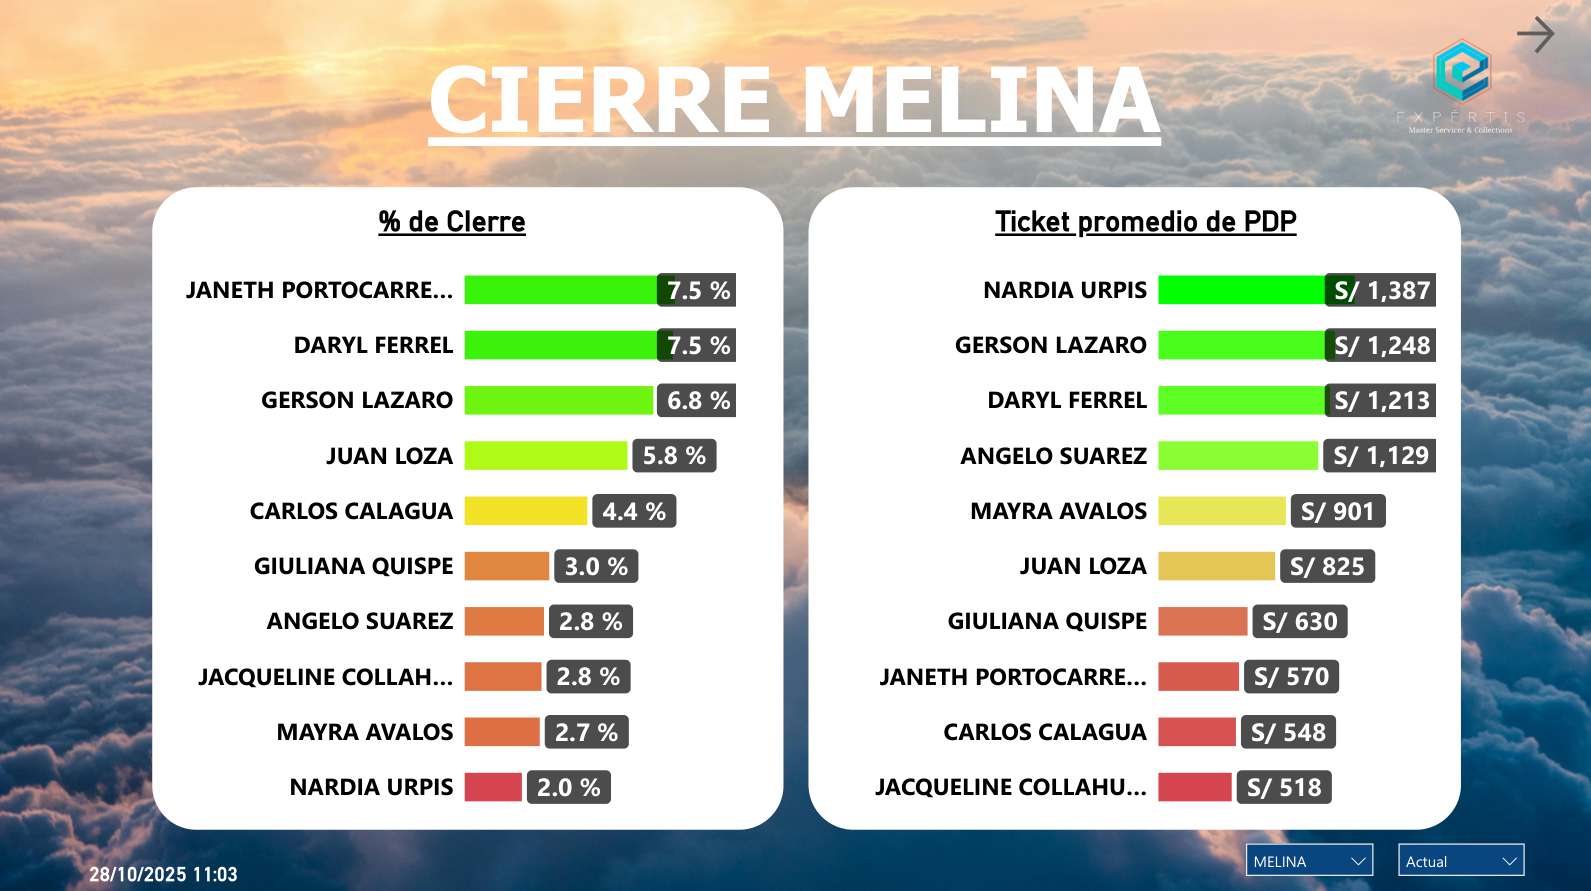 CIERRE MELINA
EXPERTIS
Master Servicer & Collections
% de CIerre
JANETH PORTOCARRE... 7.5 %
DARYL FERREL 7.5 %
GERSON LAZARO 6.8 %
JUAN LOZA 5.8 %
CARLOS CALAGUA 4.4 %
GIULIANA QUISPE 3.0 %
ANGELO SUAREZ 2.8 %
JACQUELINE COLLAH... 2.8 %
MAYRA AVALOS 2.7 %
NARDIA URPIS 2.0 %
Ticket promedio de PDP
NARDIA URPIS S/ 1,387
GERSON LAZARO S/ 1,248
DARYL FERREL S/ 1,213
ANGELO SUAREZ S/ 1,129
MAYRA AVALOS S/ 901
JUAN LOZA S/ 825
GIULIANA QUISPE S/ 630
JANETH PORTOCARRE... S/ 570
CARLOS CALAGUA S/ 548
JACQUELINE COLLAHU... S/ 518
28/10/2025 11:03
MELINA
Actual